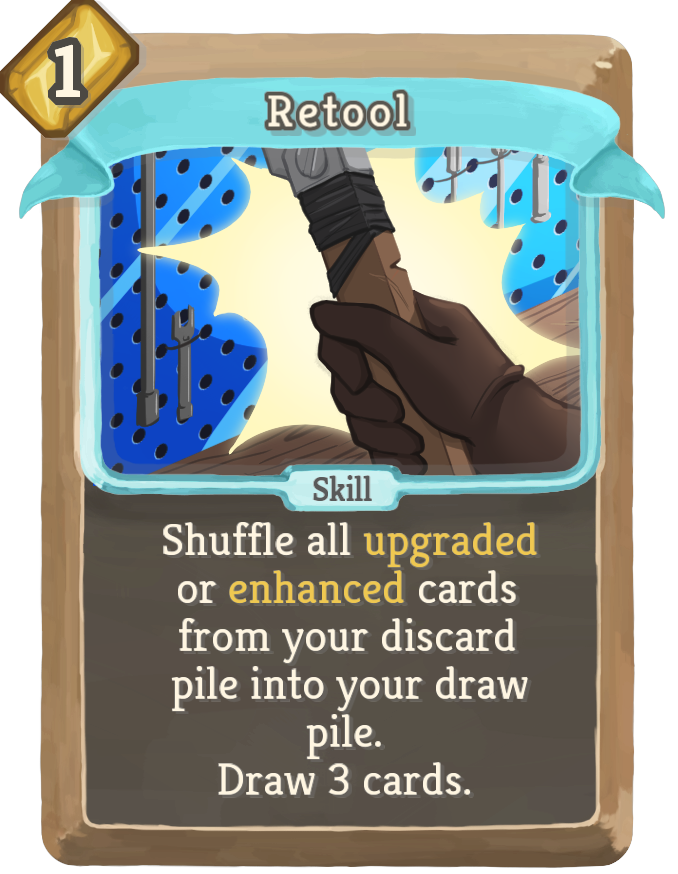 1
Retool
Skill
Shuffle all upgraded
or enhanced cards
from your discard
pile into your draw
pile.
Draw 3 cards.